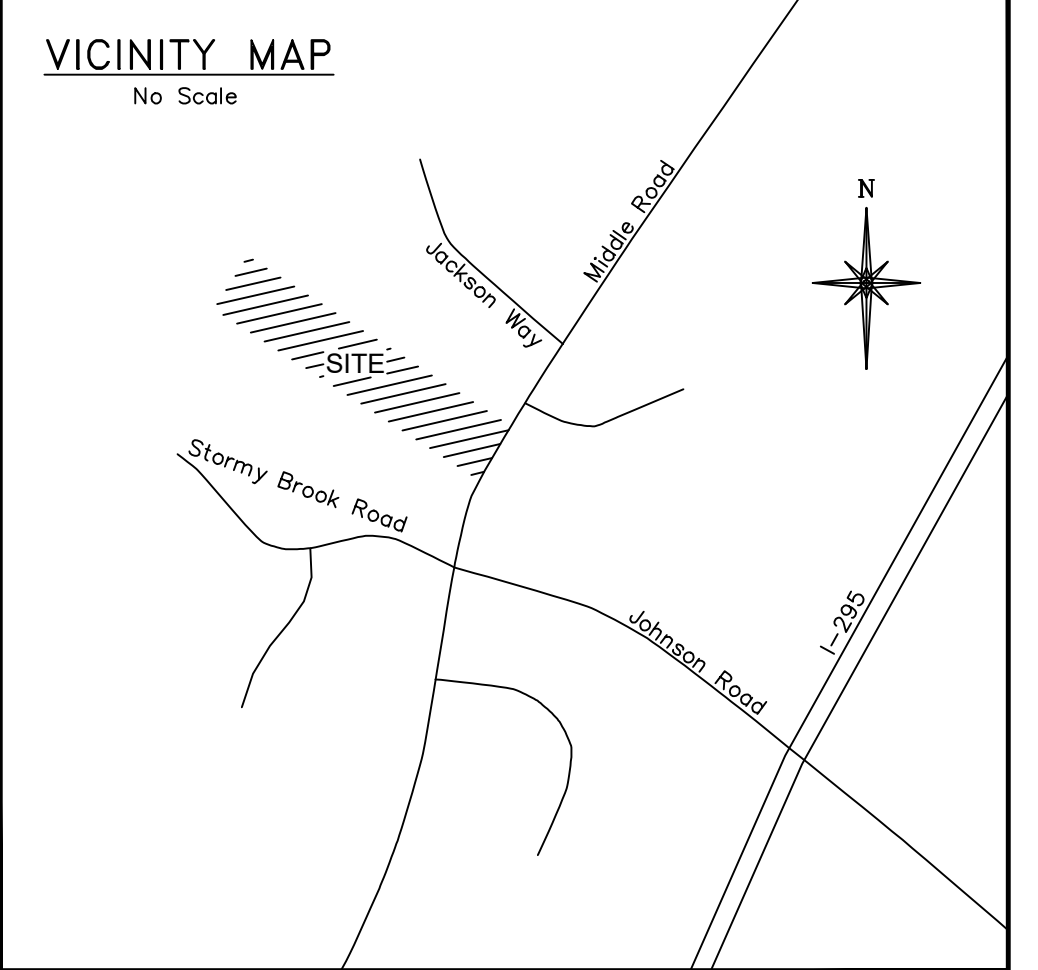 VICINITY MAP
No Scale
Middle Road
N
Jackson Way
SITE
Stormy Brook Road
I-295
Johnson Road